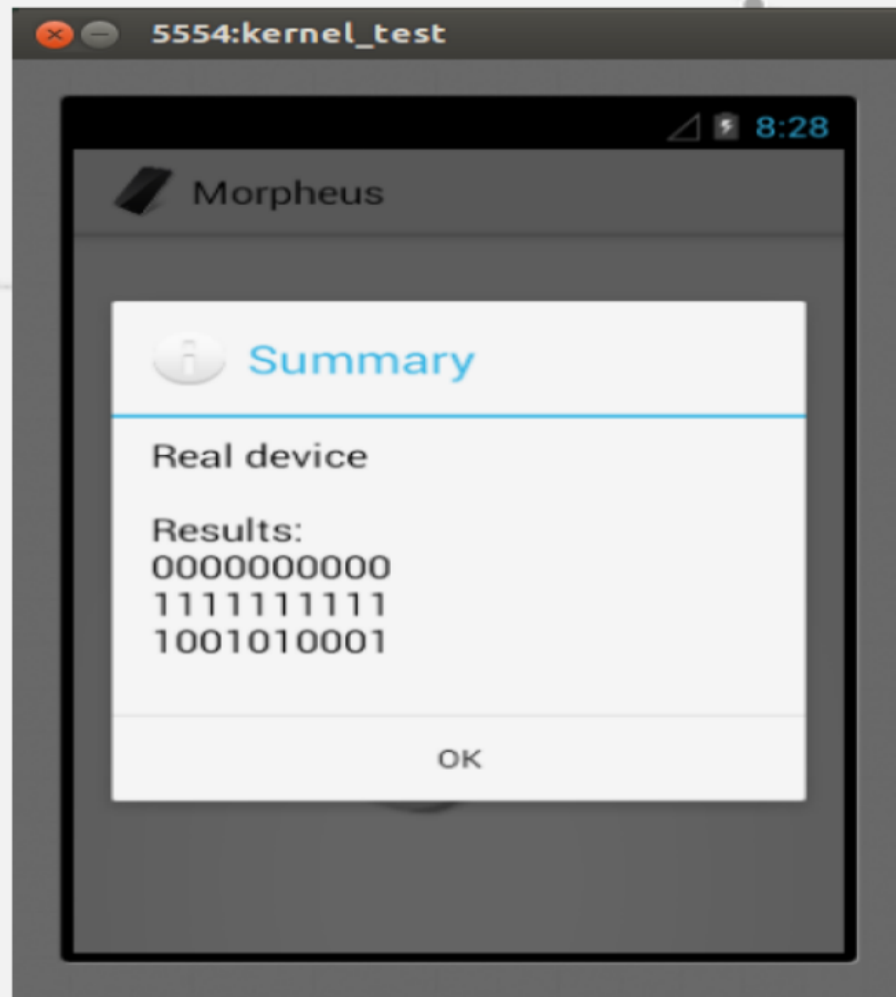 5554:kernel_test
8:28
Morpheus
Summary
Real device
Results:
0000000000
1111111111
1001010001
OK